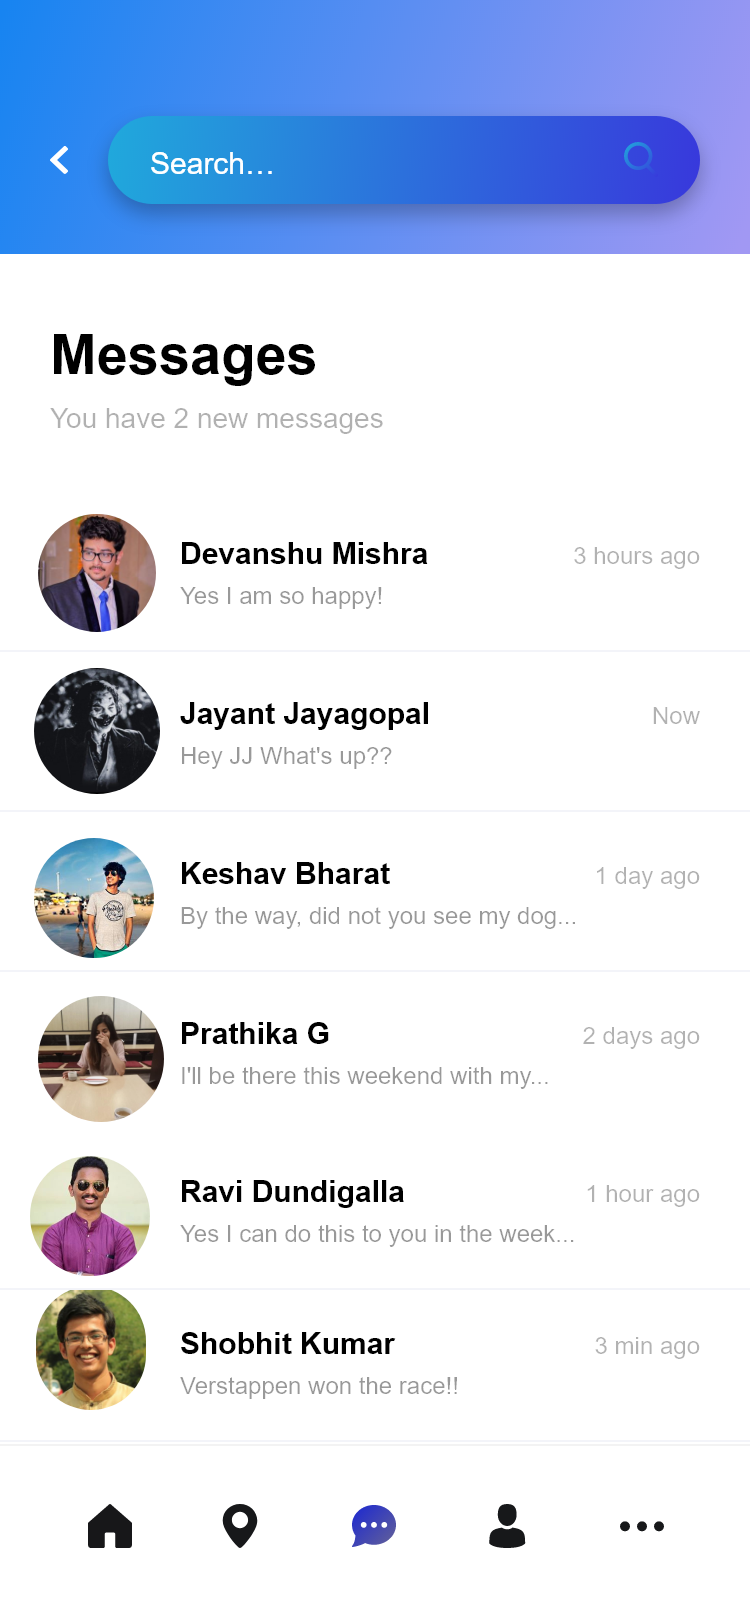 Search...
Messages
You have 2 new messages
Devanshu Mishra 3 hours ago
Yes I am so happy!
Jayant Jayagopal Now
Hey JJ What's up??
Keshav Bharat 1 day ago
By the way, did not you see my dog...
Prathika G 2 days ago
I'll be there this weekend with my...
Ravi Dundigalla 1 hour ago
Yes I can do this to you in the week...
Shobhit Kumar 3 min ago
Verstappen won the race!!